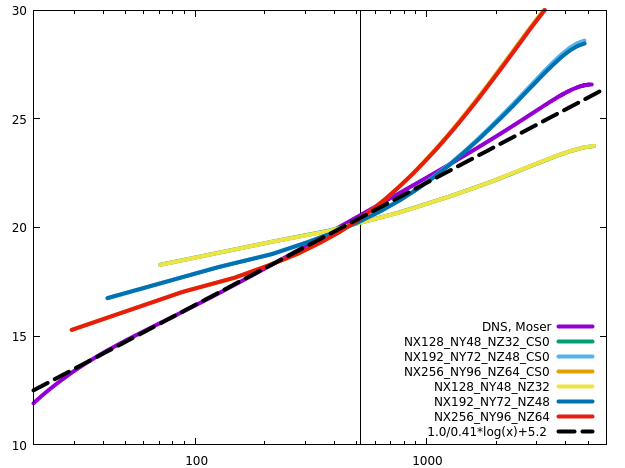 30
25
20
15
10
100
1000
DNS, Moser
NX128_NY48_NZ32_CS0
NX192_NY72_NZ48_CS0
NX256_NY96_NZ64_CS0
NX128_NY48_NZ32
NX192_NY72_NZ48
NX256_NY96_NZ64
1.0/0.41*log(x)+5.2